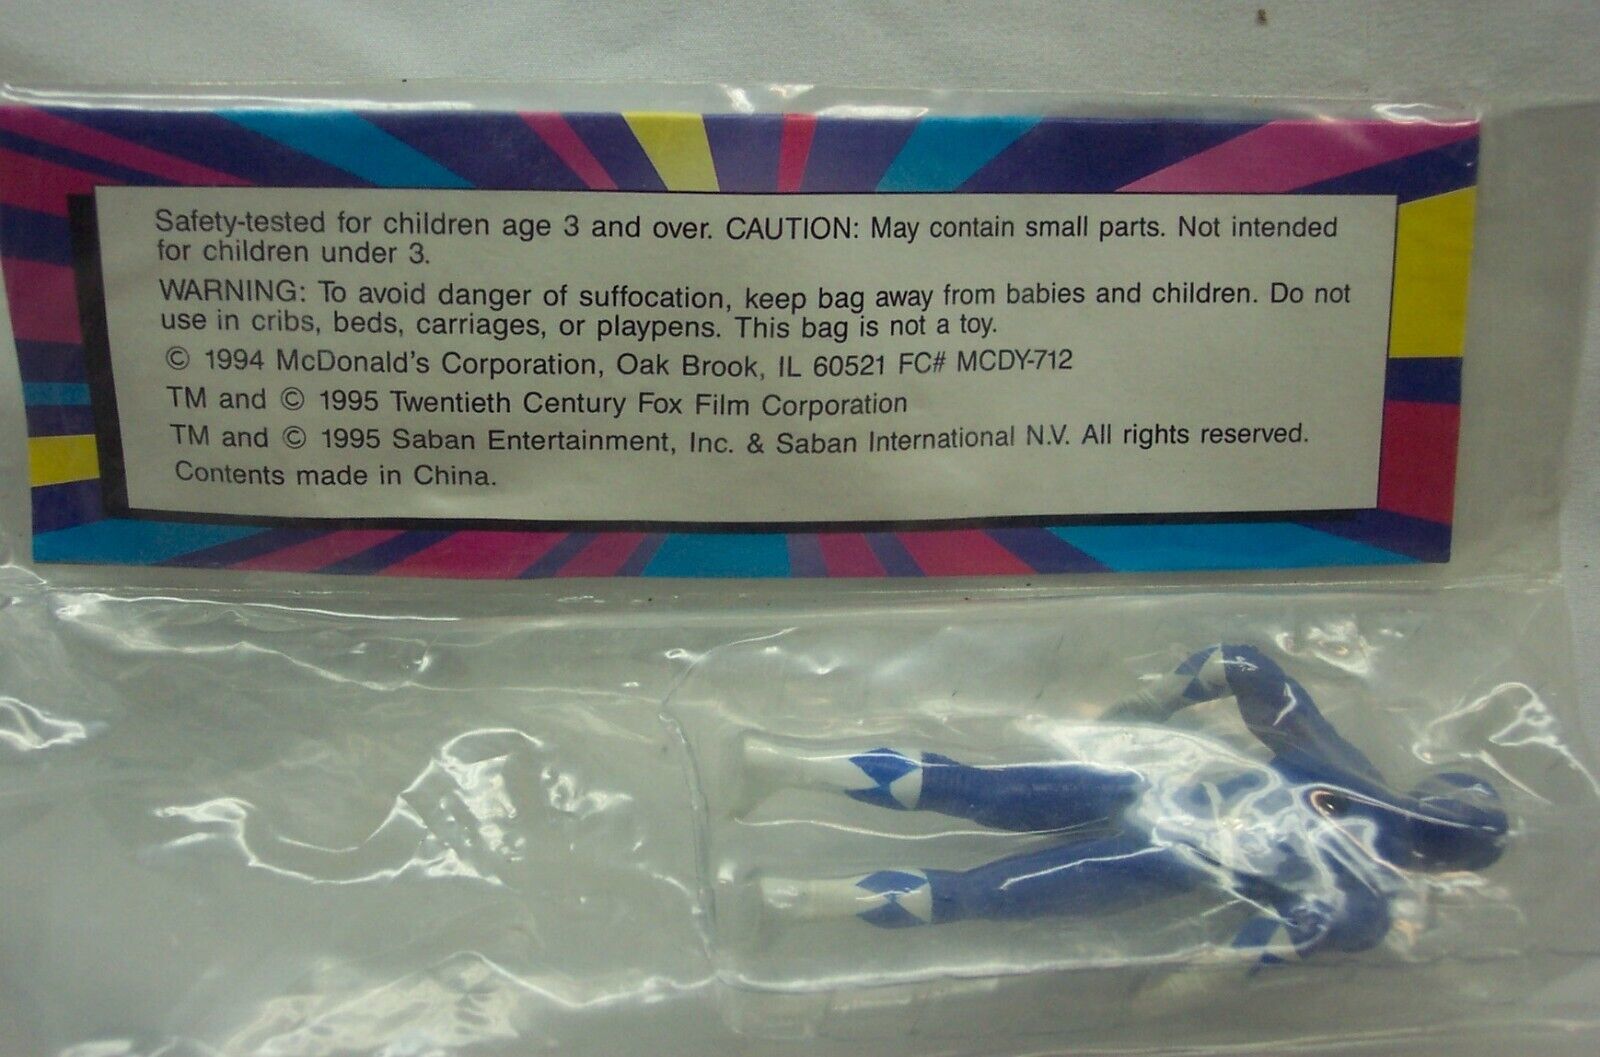 Safety-tested for children age 3 and over. CAUTION: May contain small parts. Not intended
for children under 3.
WARNING: To avoid danger of suffocation, keep bag away from babies and children. Do not
use in cribs, beds, carriages, or playpens. This bag is not a toy.
© 1994 McDonald's Corporation, Oak Brook, IL 60521 FC# MCDY-712
TM and © 1995 Twentieth Century Fox Film Corporation
TM and © 1995 Saban Entertainment, Inc. & Saban International N.V. All rights reserved.
Contents made in China.